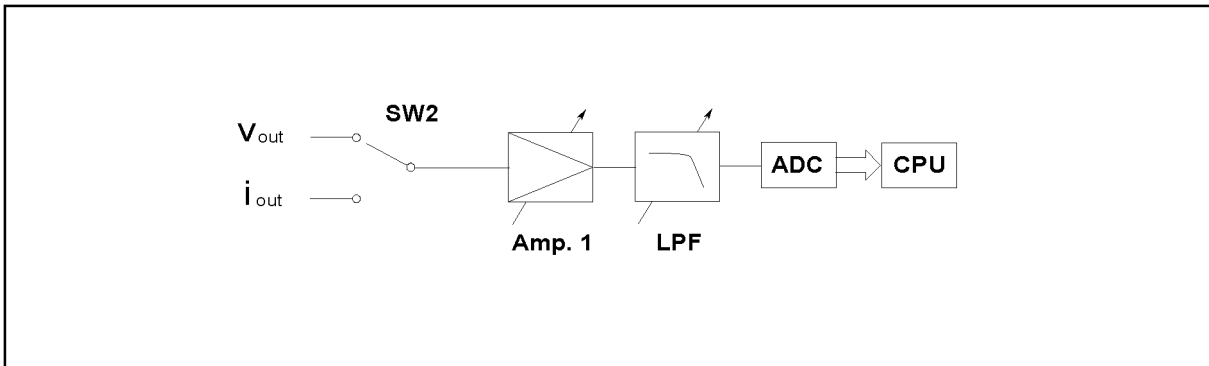 SW2
Vout
iout
Amp. 1
LPF
ADC
CPU